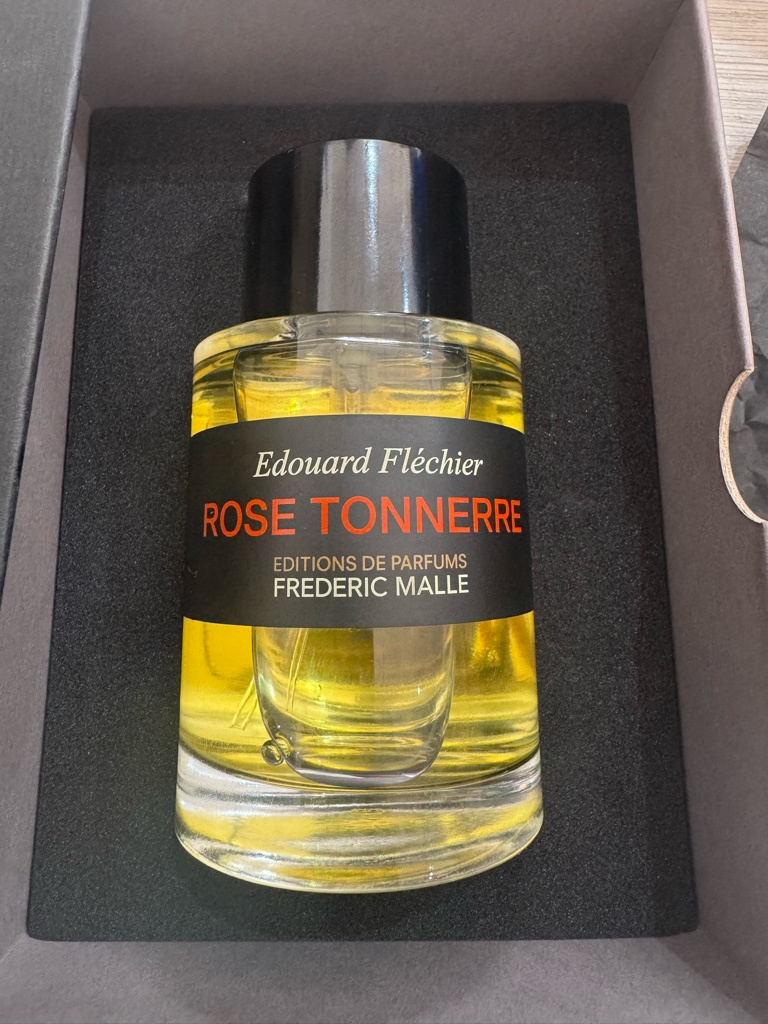 Edouard Fléchier
ROSE TONNERRE
EDITIONS DE PARFUMS
FREDERIC MALLE